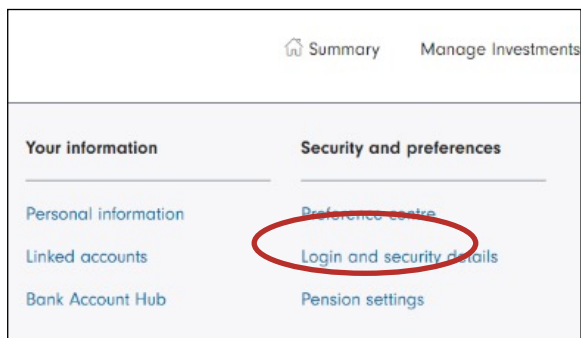 Summary Manage Investments
Your information
Personal information
Linked accounts
Bank Account Hub
Security and preferences
Preference centre
Login and security details
Pension settings